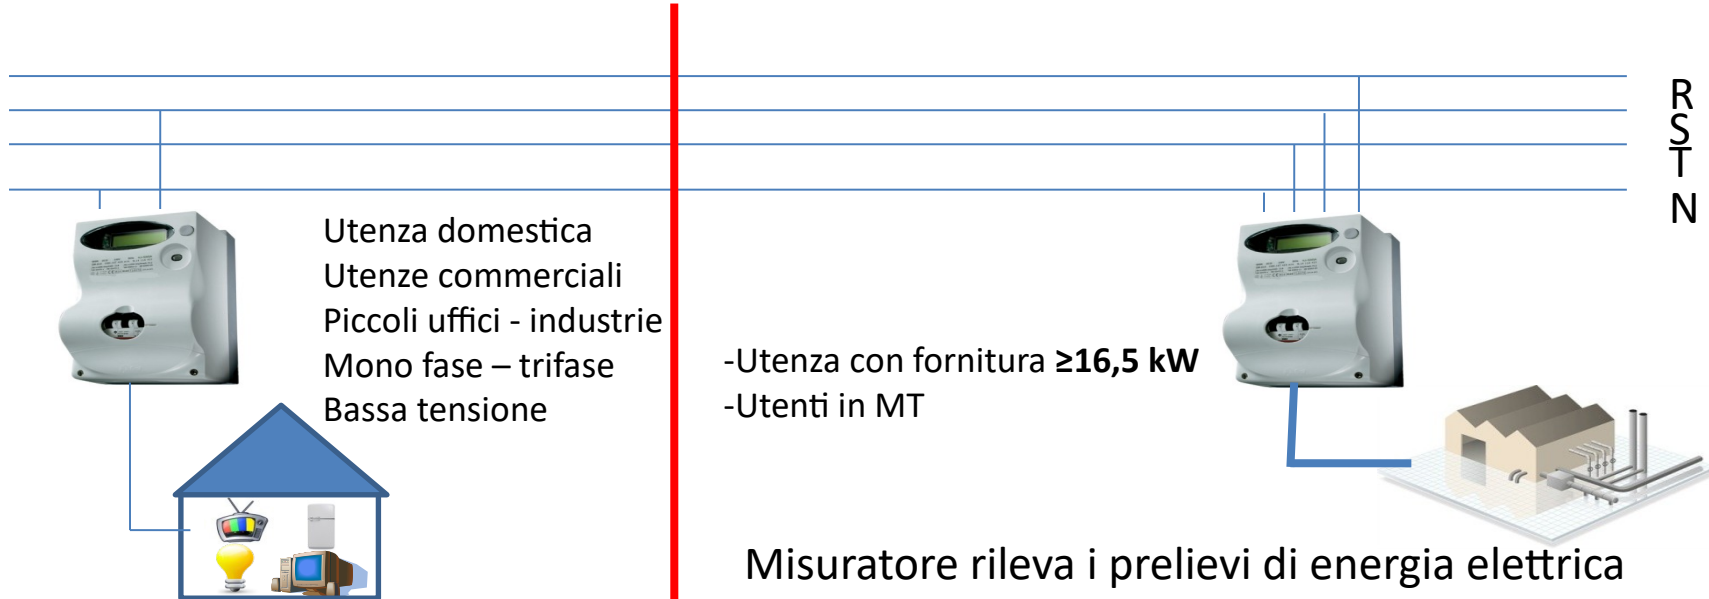 R
S
T
N
Utenza domestica
Utenze commerciali
Piccoli uffici - industrie
Mono fase – trifase
Bassa tensione
-Utenza con fornitura ≥16,5 kW
-Utenti in MT
Misuratore rileva i prelievi di energia elettrica